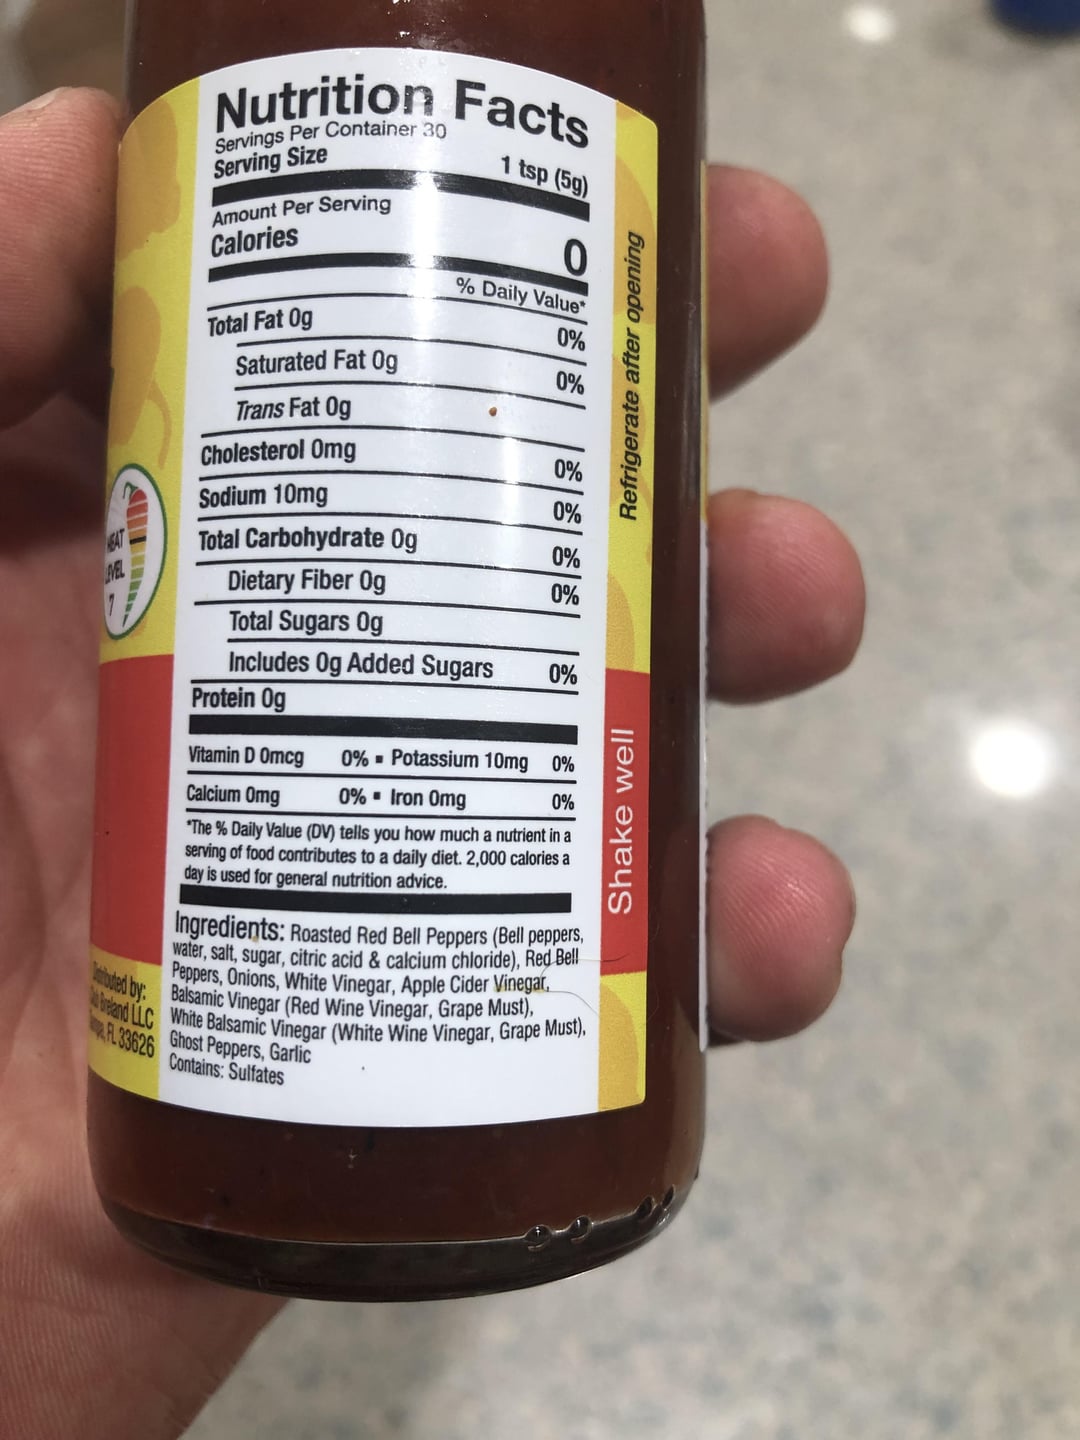 Nutrition Facts
Servings Per Container 30
Serving Size 1 tsp (5g)
Amount Per Serving
Calories 0
% Daily Value*
Total Fat 0g 0%
Saturated Fat 0g 0%
Trans Fat 0g
Cholesterol 0mg 0%
Sodium 10mg 0%
Total Carbohydrate 0g 0%
Dietary Fiber 0g 0%
Total Sugars 0g
Includes 0g Added Sugars 0%
Protein 0g
Vitamin D 0mcg 0% ▪ Potassium 10mg 0%
Calcium 0mg 0% ▪ Iron 0mg 0%
*The % Daily Value (DV) tells you how much a nutrient in a
serving of food contributes to a daily diet. 2,000 calories a
day is used for general nutrition advice.
Ingredients: Roasted Red Bell Peppers (Bell peppers,
water, salt, sugar, citric acid & calcium chloride), Red Bell
Peppers, Onions, White Vinegar, Apple Cider Vinegar,
Balsamic Vinegar (Red Wine Vinegar, Grape Must),
White Balsamic Vinegar (White Wine Vinegar, Grape Must),
Ghost Peppers, Garlic
Contains: Sulfates
Refrigerate after opening
Shake well
HEAT
LEVEL
7
Distributed by:
Breland LLC
FL 33626